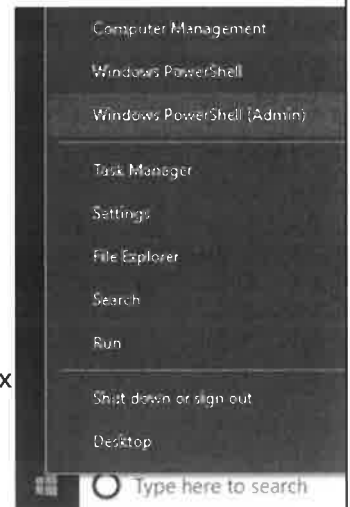 Computer Management
Windows PowerShell
Windows PowerShell (Admin)
Task Manager
Settings
File Explorer
Search
Run
x
Shut down or sign out
Desktop
Type here to search